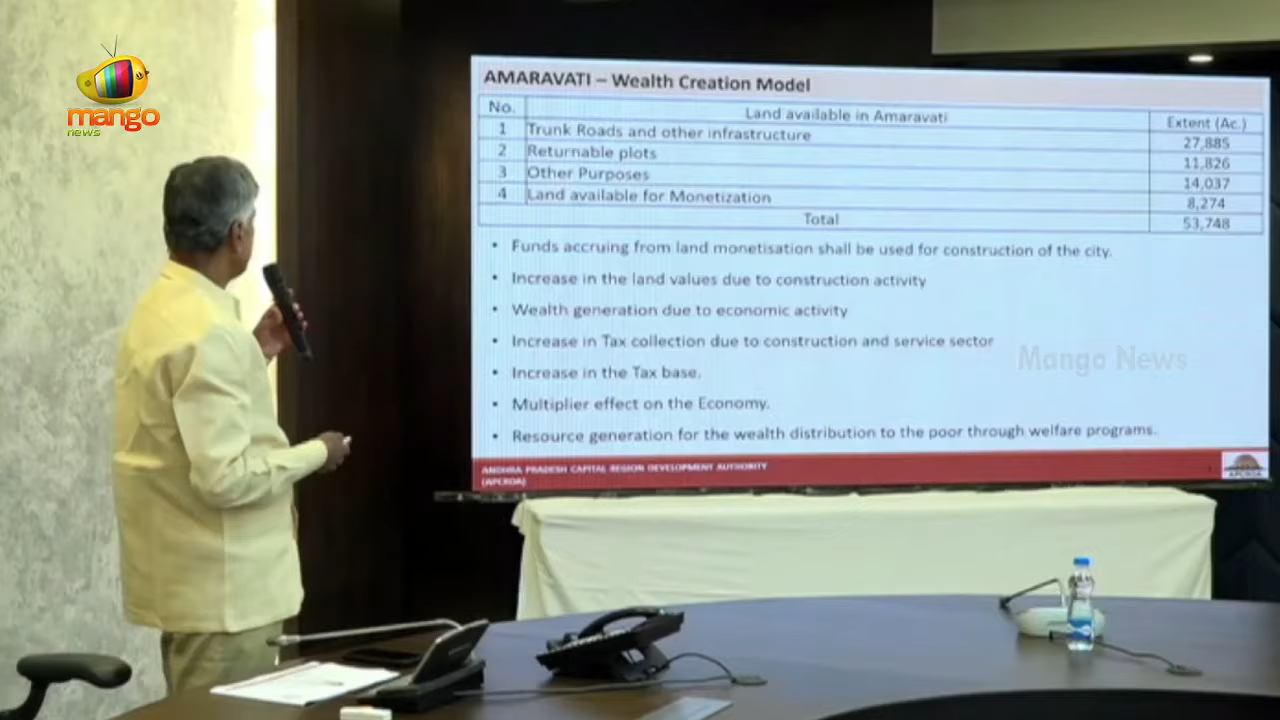 mango
news
AMARAVATI – Wealth Creation Model
No. Land available in Amaravati Extent (Ac.)
1 Trunk Roads and other infrastructure 27,885
2 Returnable plots 11,826
3 Other Purposes 14,037
4 Land available for Monetization 8,274
Total 53,748
• Funds accruing from land monetisation shall be used for construction of the city.
• Increase in the land values due to construction activity
• Wealth generation due to economic activity
• Increase in Tax collection due to construction and service sector
Mango News
• Increase in the Tax base.
• Multiplier effect on the Economy.
• Resource generation for the wealth distribution to the poor through welfare programs.
ANDHRA PRADESH CAPITAL REGION DEVELOPMENT AUTHORITY
(APCRDA)
APCRDA